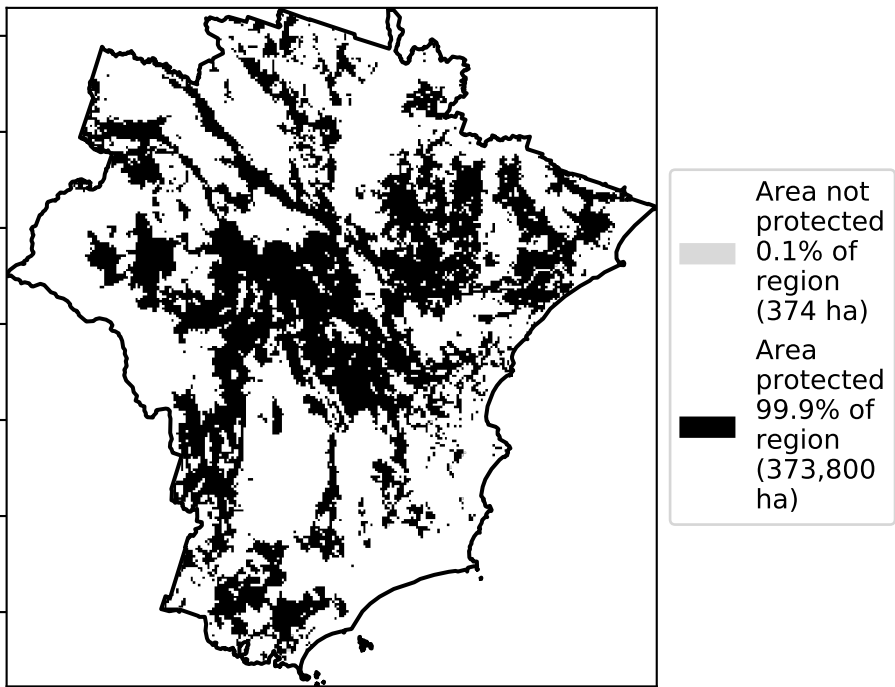 Area not
protected
0.1% of
region
(374 ha)
Area
protected
99.9% of
region
(373,800
ha)